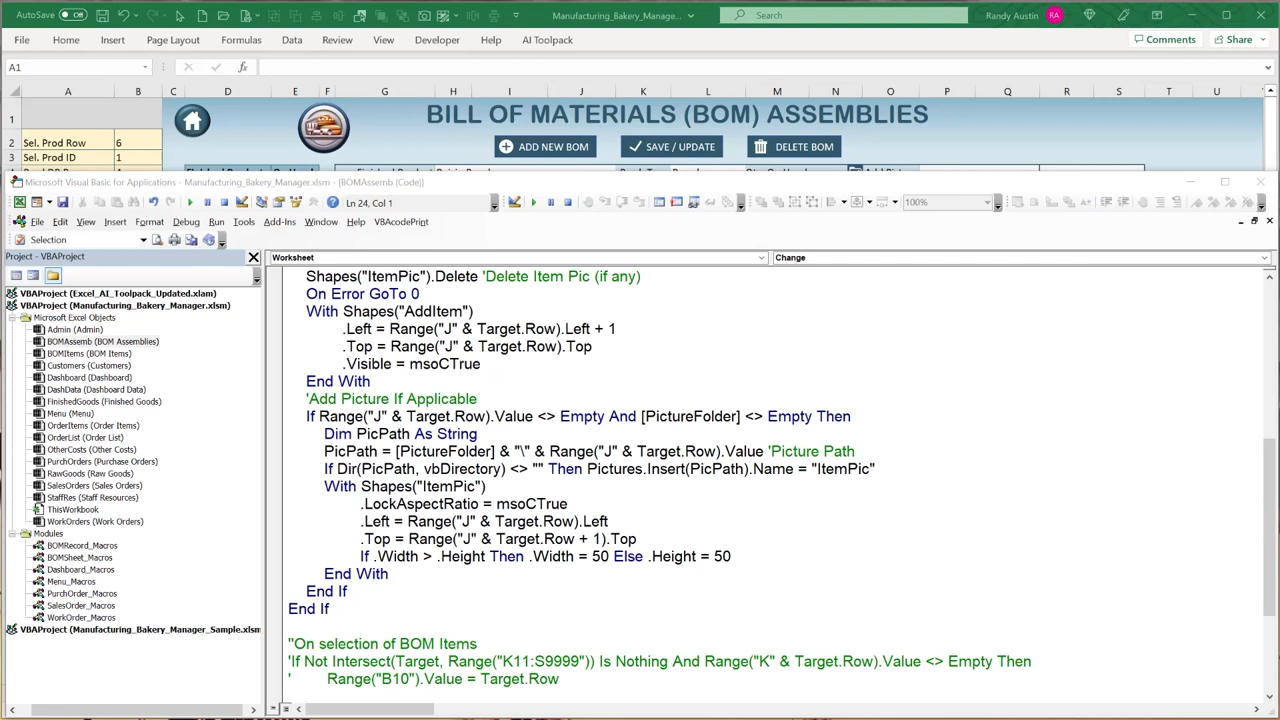 AutoSave Off Manufacturing_Bakery_Manage... Search Randy Austin RA
File Home Insert Page Layout Formulas Data Review View Developer Help AI Toolpack Comments Share
A1 fx
A B C D E F G H I J K L M N O P Q R S T U
1 BILL OF MATERIALS (BOM) ASSEMBLIES
ADD NEW BOM SAVE / UPDATE DELETE BOM
2 Sel. Prod Row 6
3 Sel. Prod ID 1
Microsoft Visual Basic for Applications - Manufacturing_Bakery_Manager.xlsm - [BOMAssemb (Code)]
Ln 24, Col 1 100%
File Edit View Insert Format Debug Run Tools Add-Ins Window Help VBAcodePrint
Selection
Project - VBAProject
Worksheet Change
VBAProject (Excel_AI_Toolpack_Updated.xlam)
VBAProject (Manufacturing_Bakery_Manager.xlsm)
Microsoft Excel Objects
Admin (Admin)
BOMAssemb (BOM Assemblies)
BOMItems (BOM Items)
Customers (Customers)
Dashboard (Dashboard)
DashData (Dashboard Data)
FinishedGoods (Finished Goods)
Menu (Menu)
OrderItems (Order Items)
OrderList (Order List)
OtherCosts (Other Costs)
PurchOrders (Purchase Orders)
RawGoods (Raw Goods)
SalesOrders (Sales Orders)
StaffRes (Staff Resources)
ThisWorkbook
WorkOrders (Work Orders)
Modules
BOMRecord_Macros
BOMSheet_Macros
Dashboard_Macros
Menu_Macros
PurchOrder_Macros
SalesOrder_Macros
WorkOrder_Macros
VBAProject (Manufacturing_Bakery_Manager_Sample.xlsm
Shapes("ItemPic").Delete 'Delete Item Pic (if any)
On Error GoTo 0
With Shapes("AddItem")
.Left = Range("J" & Target.Row).Left + 1
.Top = Range("J" & Target.Row).Top
.Visible = msoCTrue
End With
'Add Picture If Applicable
If Range("J" & Target.Row).Value <> Empty And [PictureFolder] <> Empty Then
Dim PicPath As String
PicPath = [PictureFolder] & "\" & Range("J" & Target.Row).Value 'Picture Path
If Dir(PicPath, vbDirectory) <> "" Then Pictures.Insert(PicPath).Name = "ItemPic"
With Shapes("ItemPic")
.LockAspectRatio = msoCTrue
.Left = Range("J" & Target.Row).Left
.Top = Range("J" & Target.Row + 1).Top
If .Width > .Height Then .Width = 50 Else .Height = 50
End With
End If
End If
''On selection of BOM Items
'If Not Intersect(Target, Range("K11:S9999")) Is Nothing And Range("K" & Target.Row).Value <> Empty Then
' Range("B10").Value = Target.Row